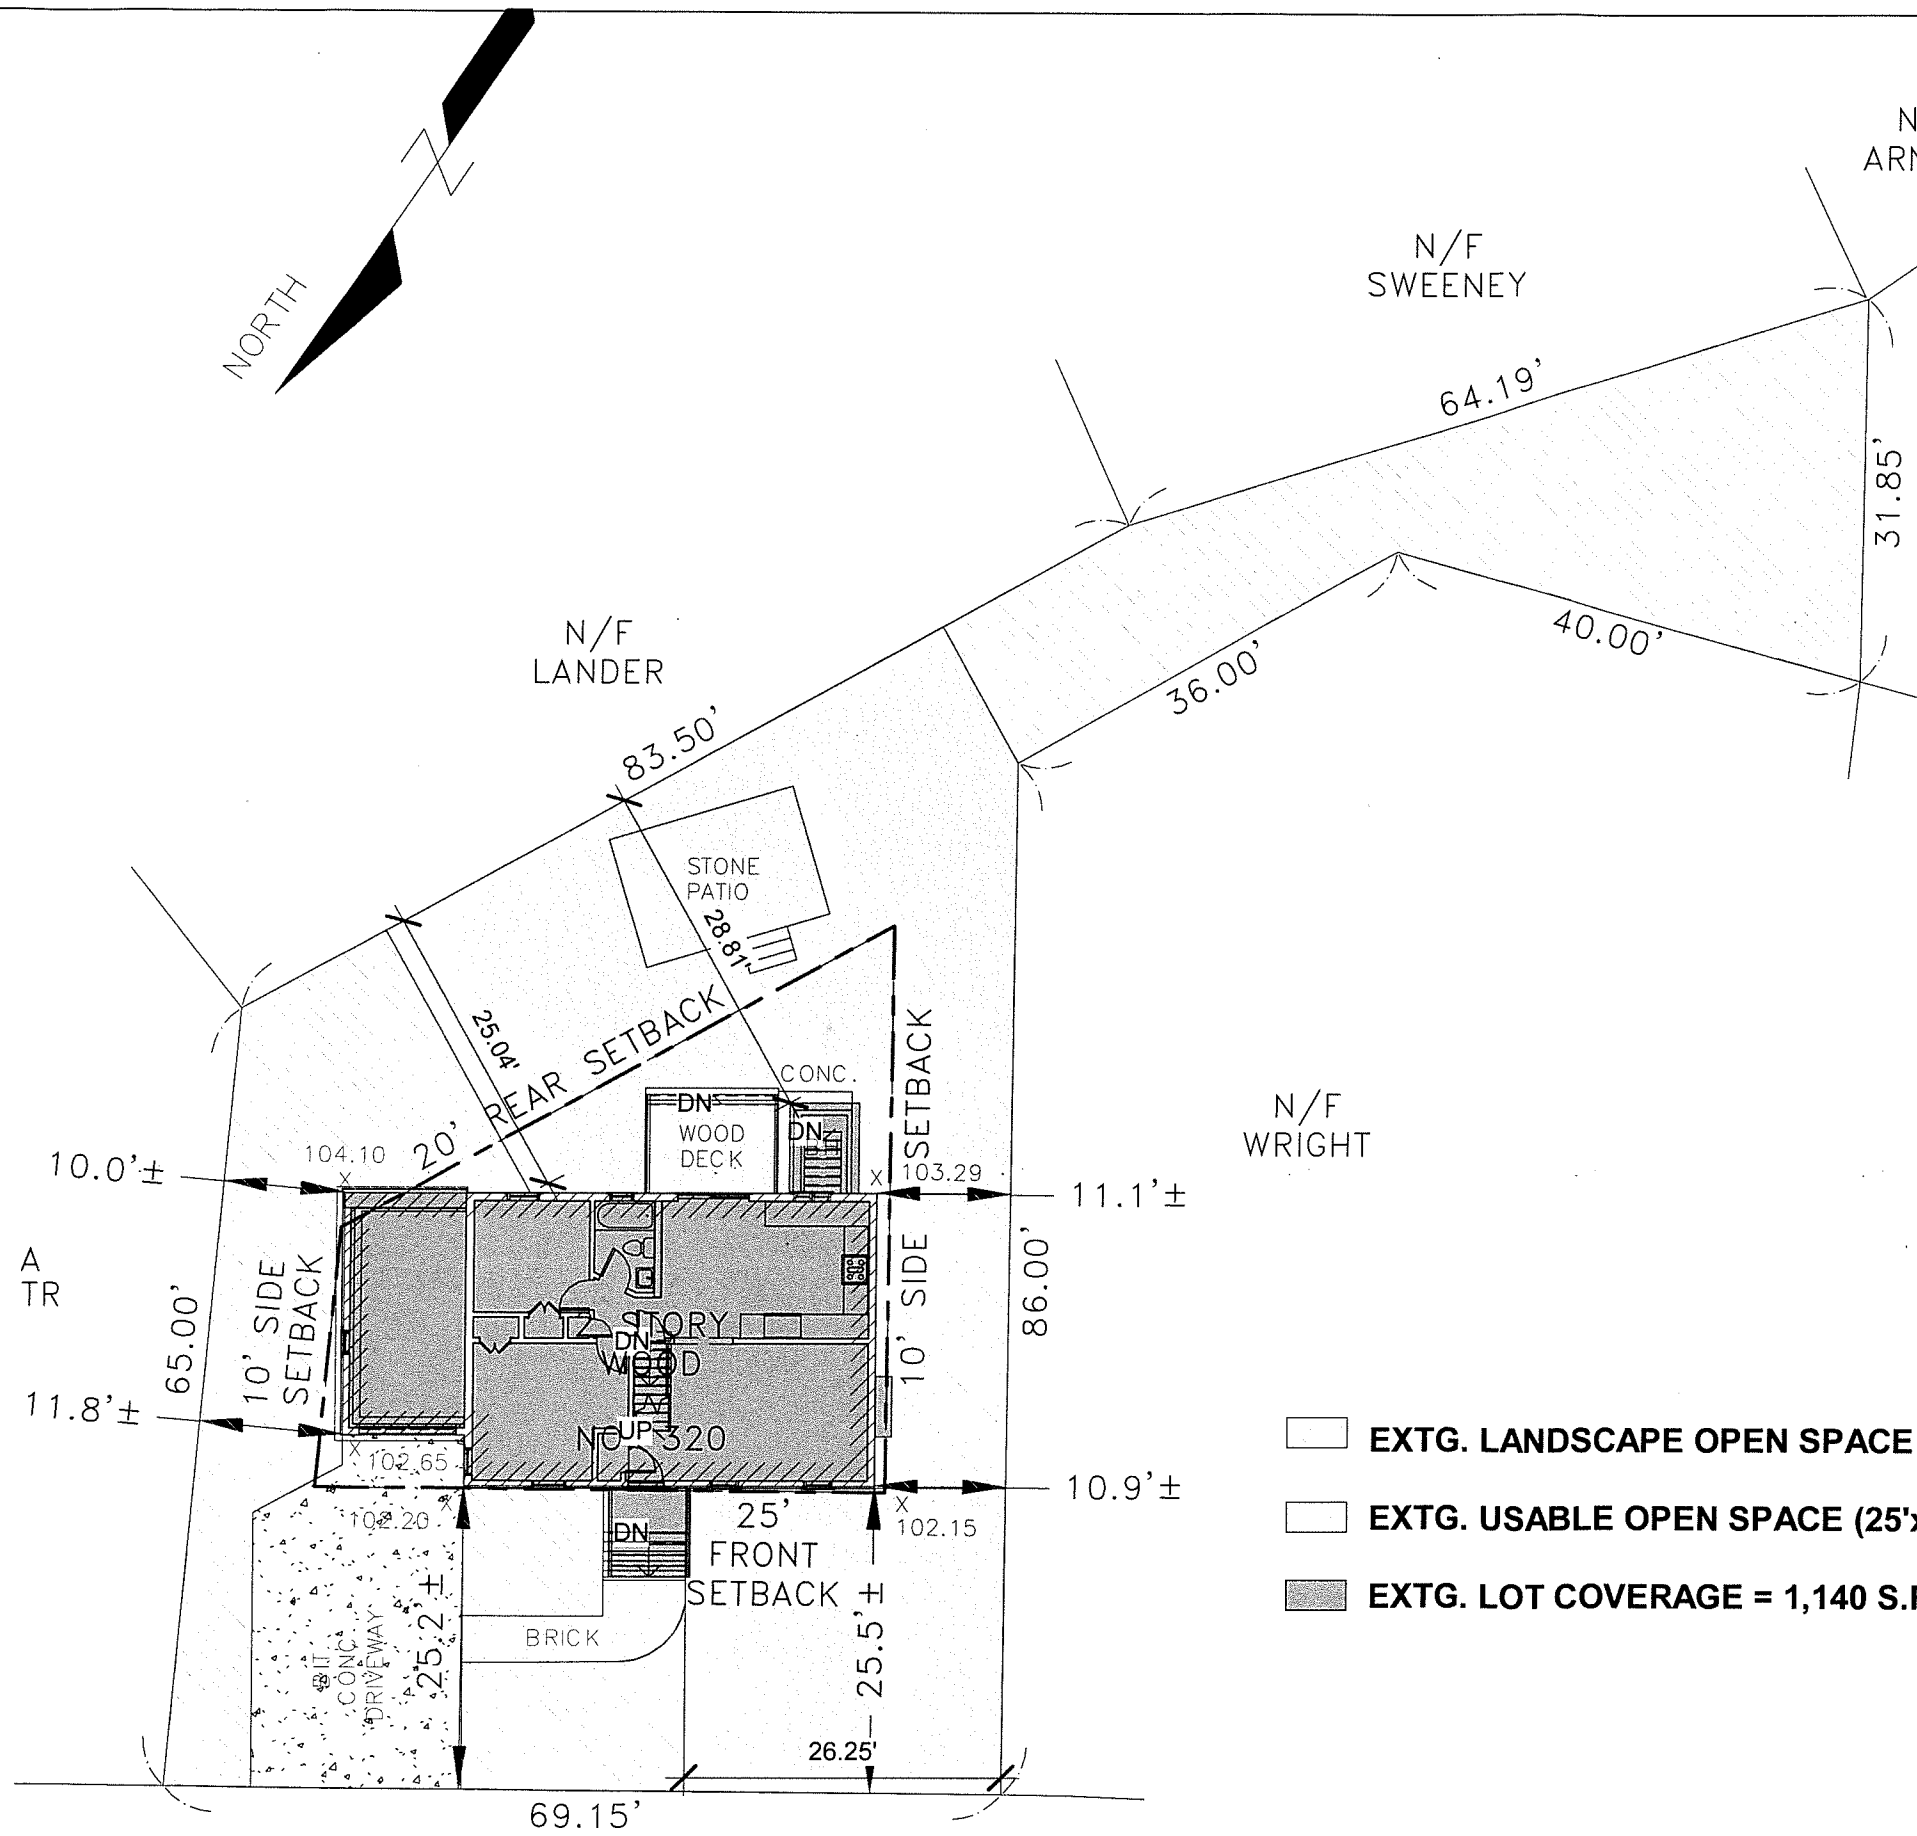 N
ARN
N/F
SWEENEY
NORTH
64.19'
31.85'
40.00'
36.00'
N/F
LANDER
83.50'
STONE
PATIO
28.81'
25.04'
20' REAR SETBACK
CONC.
DN
WOOD
DECK
DN
10' SIDE SETBACK
N/F
WRIGHT
104.10
103.29
10.0'±
11.1'±
A
TR
65.00'
10' SIDE
SETBACK
86.00'
2 STORY
DN
WOOD
11.8'±
UP
NO 320
102.65
102.20
10.9'±
102.15
25'
FRONT
SETBACK
DN
25.2'±
25.5'±
BRICK
BIT
CONC
DRIVEWAY
26.25'
69.15'
EXTG. LANDSCAPE OPEN SPACE
EXTG. USABLE OPEN SPACE (25'x
EXTG. LOT COVERAGE = 1,140 S.F